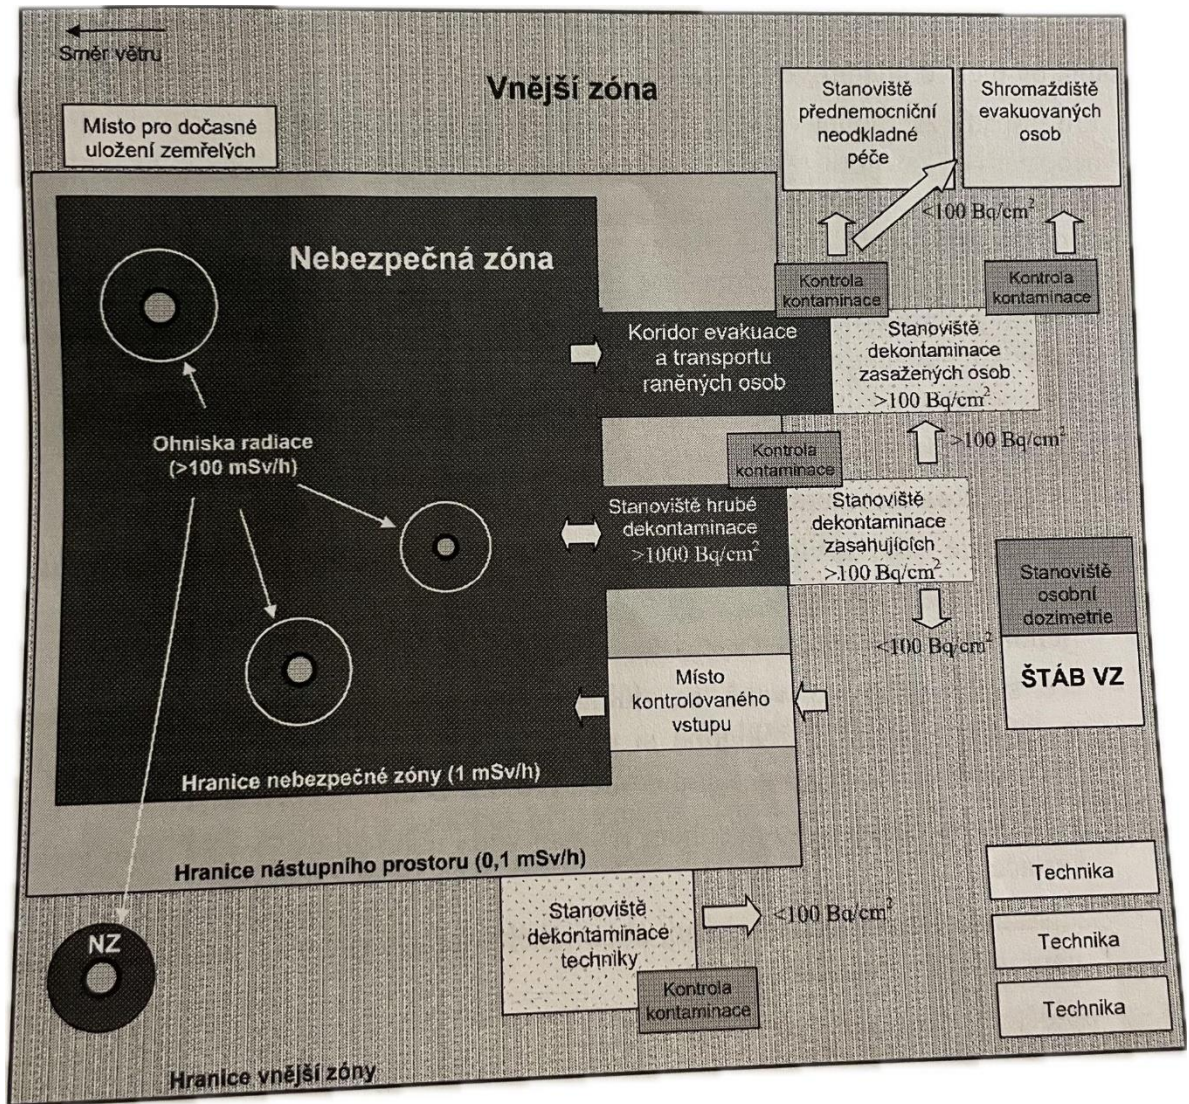 Směr větru
Vnější zóna
Místo pro dočasné
uložení zemřelých
Stanoviště
přednemocniční
neodkladné
péče
Shromaždiště
evakuovaných
osob
<100 Bq/cm²
Nebezpečná zóna
Kontrola
kontaminace
Kontrola
kontaminace
Koridor evakuace
a transportu
raněných osob
Stanoviště
dekontaminace
zasažených osob
>100 Bq/cm²
Ohniska radiace
(>100 mSv/h)
Kontrola
kontaminace
>100 Bq/cm²
Stanoviště hrubé
dekontaminace
>1000 Bq/cm²
Stanoviště
dekontaminace
zasahujících
>100 Bq/cm²
Stanoviště
osobní
dozimetrie
<100 Bq/cm²
ŠTÁB VZ
Místo
kontrolovaného
vstupu
Hranice nebezpečné zóny (1 mSv/h)
Hranice nástupního prostoru (0,1 mSv/h)
Stanoviště
dekontaminace
techniky
<100 Bq/cm²
Kontrola
kontaminace
Technika
Technika
Technika
NZ
Hranice vnější zóny